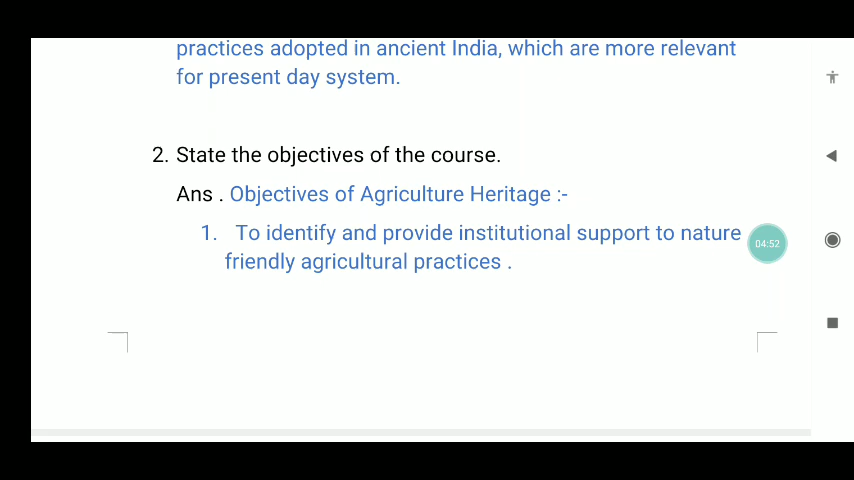 practices adopted in ancient India, which are more relevant
for present day system.
2. State the objectives of the course.
Ans . Objectives of Agriculture Heritage :-
1. To identify and provide institutional support to nature
friendly agricultural practices .
04:52